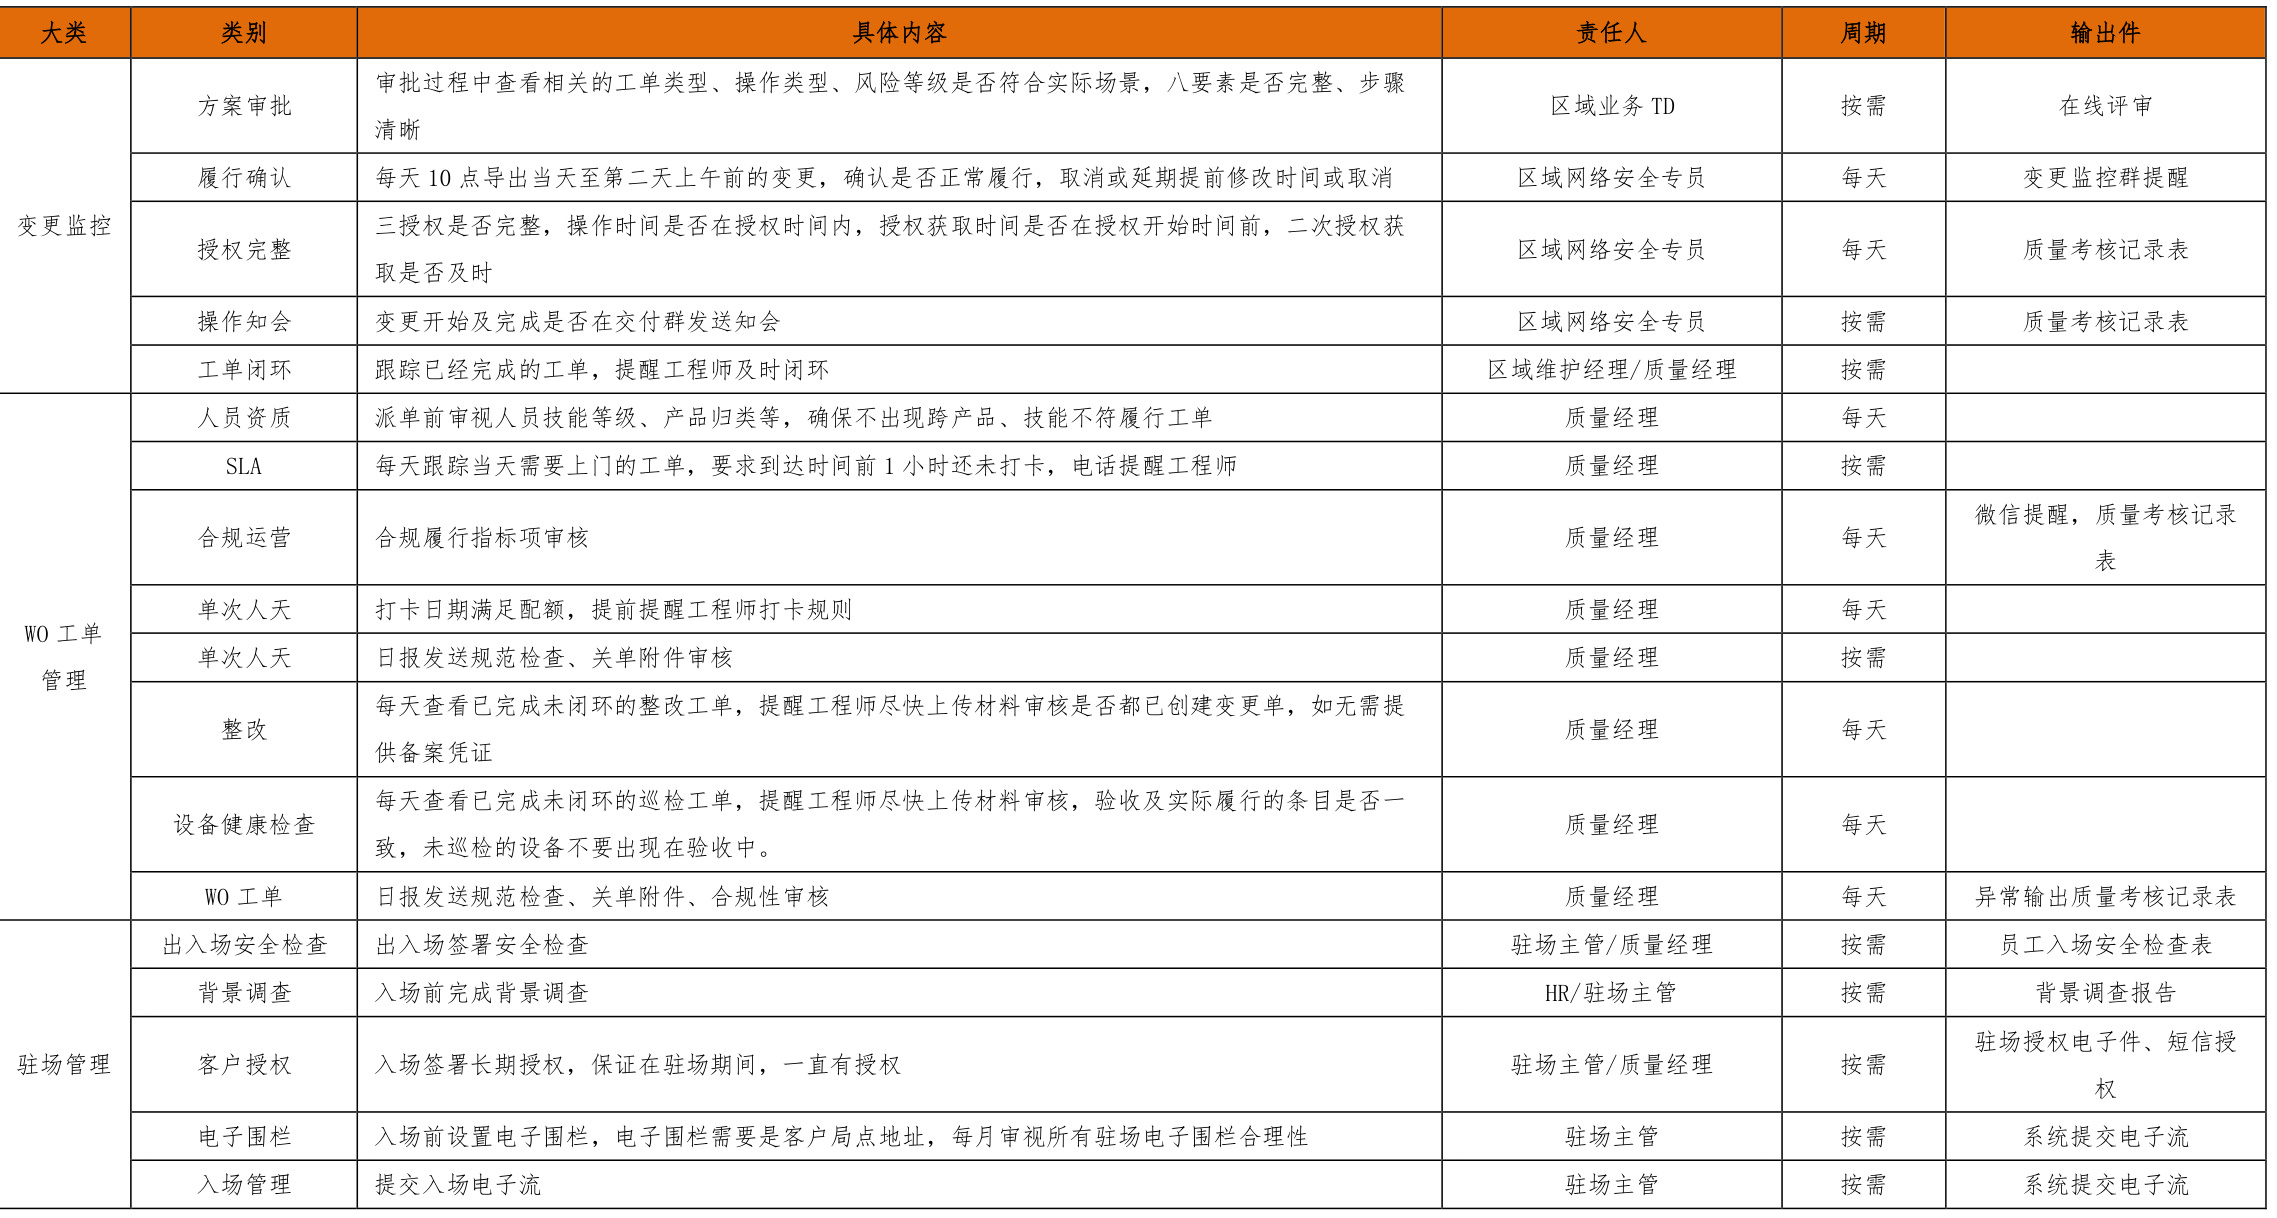 大类 类别 具体内容 责任人 周期 输出件
变更监控
方案审批
审批过程中查看相关的工单类型、操作类型、风险等级是否符合实际场景，八要素是否完整、步骤
清晰
区域业务 TD 按需 在线评审
履行确认 每天 10 点导出当天至第二天上午前的变更，确认是否正常履行，取消或延期提前修改时间或取消 区域网络安全专员 每天 变更监控群提醒
授权完整
三授权是否完整，操作时间是否在授权时间内，授权获取时间是否在授权开始时间前，二次授权获
取是否及时
区域网络安全专员 每天 质量考核记录表
操作知会 变更开始及完成是否在交付群发送知会 区域网络安全专员 按需 质量考核记录表
工单闭环 跟踪已经完成的工单，提醒工程师及时闭环 区域维护经理/质量经理 按需
WO 工单
管理
人员资质 派单前审视人员技能等级、产品归类等，确保不出现跨产品、技能不符履行工单 质量经理 每天
SLA 每天跟踪当天需要上门的工单，要求到达时间前 1 小时还未打卡，电话提醒工程师 质量经理 按需
合规运营 合规履行指标项审核 质量经理 每天
微信提醒，质量考核记录
表
单次人天 打卡日期满足配额，提前提醒工程师打卡规则 质量经理 每天
单次人天 日报发送规范检查、关单附件审核 质量经理 按需
整改
每天查看已完成未闭环的整改工单，提醒工程师尽快上传材料审核是否都已创建变更单，如无需提
供备案凭证
质量经理 每天
设备健康检查
每天查看已完成未闭环的巡检工单，提醒工程师尽快上传材料审核，验收及实际履行的条目是否一
致，未巡检的设备不要出现在验收中。
质量经理 每天
WO 工单 日报发送规范检查、关单附件、合规性审核 质量经理 每天 异常输出质量考核记录表
驻场管理
出入场安全检查 出入场签署安全检查 驻场主管/质量经理 按需 员工入场安全检查表
背景调查 入场前完成背景调查 HR/驻场主管 按需 背景调查报告
客户授权 入场签署长期授权，保证在驻场期间，一直有授权 驻场主管/质量经理 按需
驻场授权电子件、短信授
权
电子围栏 入场前设置电子围栏，电子围栏需要是客户局点地址，每月审视所有驻场电子围栏合理性 驻场主管 按需 系统提交电子流
入场管理 提交入场电子流 驻场主管 按需 系统提交电子流